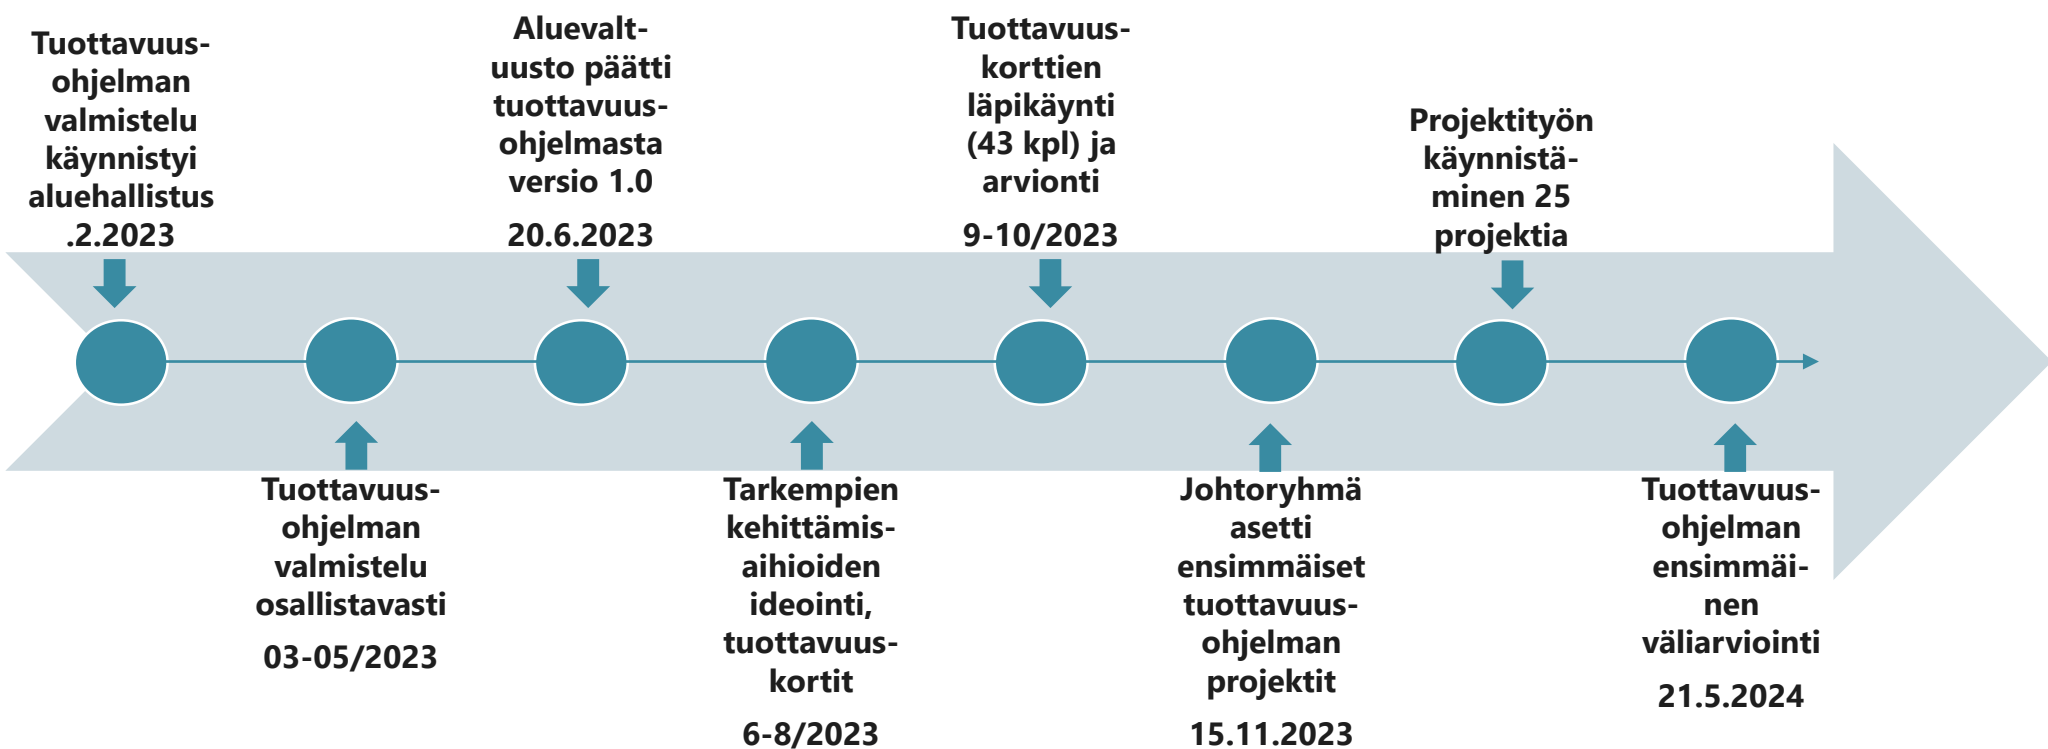 Tuottavuus-
ohjelman
valmistelu
käynnistyi
aluehallistus
.2.2023
Tuottavuus-
ohjelman
valmistelu
osallistavasti
03-05/2023
Aluevalt-
uusto päätti
tuottavuus-
ohjelmasta
versio 1.0
20.6.2023
Tarkempien
kehittämis-
aihioiden
ideointi,
tuottavuus-
kortit
6-8/2023
Tuottavuus-
korttien
läpikäynti
(43 kpl) ja
arvionti
9-10/2023
Johtoryhmä
asetti
ensimmäiset
tuottavuus-
ohjelman
projektit
15.11.2023
Projektityön
käynnistä-
minen 25
projektia
Tuottavuus-
ohjelman
ensimmäi-
nen
väliarviointi
21.5.2024